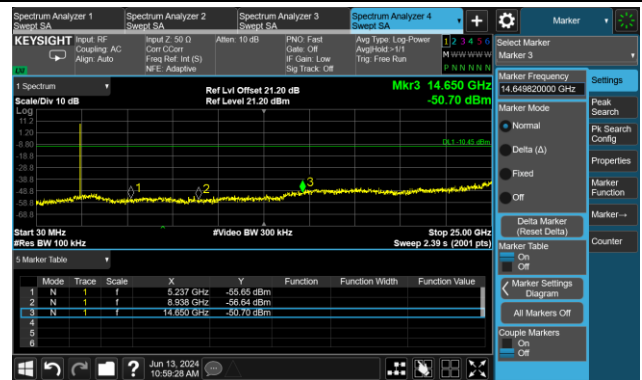 Spectrum Analyzer 1
Swept SA
Spectrum Analyzer 2
Swept SA
Spectrum Analyzer 3
Swept SA
Spectrum Analyzer 4
Swept SA
Marker
KEYSIGHT
Input: RF
Coupling: AC
Align: Auto
Input Z: 50 Ω
Corr CCorr
Freq Ref: Int (S)
NFE: Adaptive
Atten: 10 dB
PNO: Fast
Gate: Off
IF Gain: Low
Sig Track: Off
Avg Type: Log-Power
Avg|Hold:>1/1
Trig: Free Run
1 2 3 4 5 6
M W W W W W
P N N N N N
LW
Select Marker
Marker 3
1 Spectrum
Scale/Div 10 dB
Log
Ref Lvl Offset 21.20 dB
Ref Level 21.20 dBm
Mkr3 14.650 GHz
-50.70 dBm
11.2
1.20
-8.80
-18.8
-28.8
-38.8
-48.8
-58.8
-68.8
DL1 -10.45 dBm
1
2
3
Start 30 MHz
#Res BW 100 kHz
#Video BW 300 kHz
Stop 25.00 GHz
Sweep 2.39 s (2001 pts)
5 Marker Table
Mode Trace Scale X Y Function Function Width Function Value
1 N 1 f 5.237 GHz -55.65 dBm
2 N 1 f 8.938 GHz -56.64 dBm
3 N 1 f 14.650 GHz -50.70 dBm
4
5
6
Marker Frequency
14.649820000 GHz
Marker Mode
Normal
Delta (Δ)
Fixed
Off
Delta Marker
(Reset Delta)
Marker Table
On
Off
Marker Settings
Diagram
All Markers Off
Couple Markers
On
Off
Settings
Peak
Search
Pk Search
Config
Properties
Marker
Function
Marker→
Counter
Jun 13, 2024
10:59:28 AM